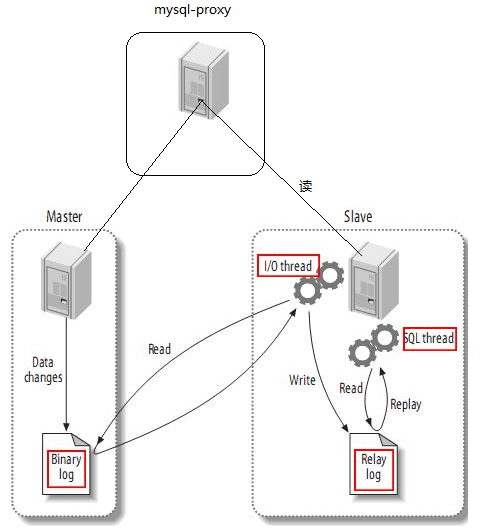 mysql-proxy
读
Master
Slave
I/O thread
SQL thread
Data
changes
Read
Write
Read
Replay
Binary
log
Relay
log